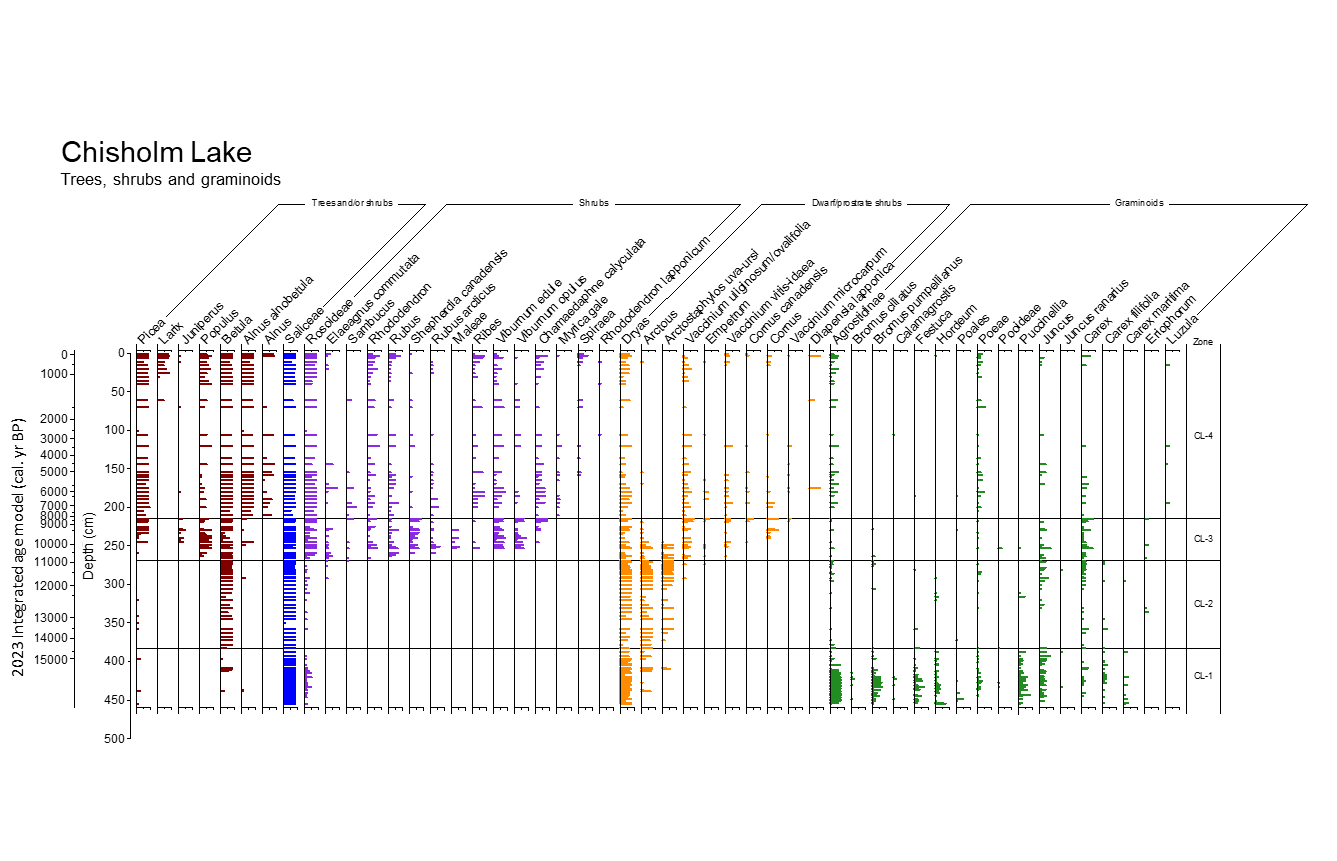 Chisholm Lake
Trees, shrubs and graminoids
Trees and/or shrubs
Shrubs
Dwarf/prostrate shrubs
Graminoids
Picea
Larix
Juniperus
Populus
Betula
Alnus alnobetula
Alnus
Saliceae
Rosoideae
Elaeagnus commutata
Sambucus
Rhododendron
Rubus
Shepherdia canadensis
Rubus arcticus
Maleae
Ribes
Viburnum edule
Viburnum opulus
Chamaedaphne calyculata
Myrica gale
Spiraea
Rhododendron lapponicum
Dryas
Arctous
Arctostaphylos uva-ursi
Vaccinium uliginosum/ovalifolia
Empetrum
Vaccinium vitis-idaea
Cornus canadensis
Cornus
Vaccinium microcarpum
Diapensia lapponica
Agrostidinae
Bromus ciliatus
Bromus pumpellianus
Calamagrostis
Festuca
Hordeum
Poales
Poeae
Pooideae
Puccinellia
Juncus
Juncus ranarius
Carex
Carex filifolia
Carex maritima
Eriophorum
Luzula
Zone
2023 Integrated age model (cal. yr BP)
0
1000
2000
3000
4000
5000
6000
7000
8000
9000
10000
11000
12000
13000
14000
15000
Depth (cm)
0
50
100
150
200
250
300
350
400
450
500
CL-4
CL-3
CL-2
CL-1